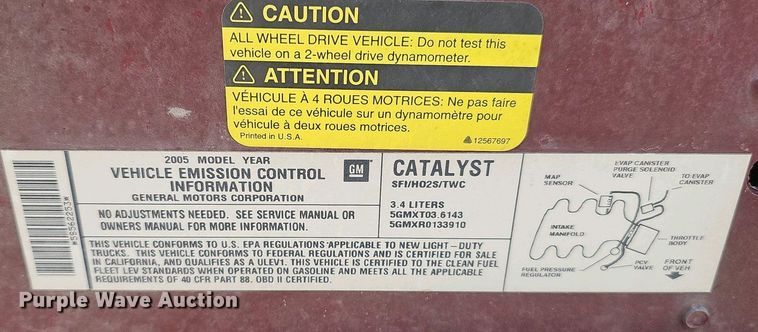 CAUTION
ALL WHEEL DRIVE VEHICLE: Do not test this
vehicle on a 2-wheel drive dynamometer.
ATTENTION
VÉHICULE À 4 ROUES MOTRICES: Ne pas faire
l'essai de ce véhicule sur un dynamomètre pour
véhicule à deux roues motrices.
Printed in U.S.A.
12567697
2005 MODEL YEAR
VEHICLE EMISSION CONTROL
INFORMATION
GENERAL MOTORS CORPORATION
GM
CATALYST
SFI/HO2S/TWC
3.4 LITERS
5GMXT03.6143
5GMXR0133910
NO ADJUSTMENTS NEEDED. SEE SERVICE MANUAL OR
OWNERS MANUAL FOR MORE INFORMATION.
THIS VEHICLE CONFORMS TO U.S. EPA REGULATIONS APPLICABLE TO NEW LIGHT-DUTY
TRUCKS. THIS VEHICLE CONFORMS TO FEDERAL REGULATIONS AND IS CERTIFIED FOR SALE
IN CALIFORNIA, AND QUALIFIES AS A ULEV1. THIS VEHICLE IS CERTIFIED TO THE CLEAN FUEL
FLEET LEV STANDARDS WHEN OPERATED ON GASOLINE AND MEETS ALL THE APPLICABLE
REQUIREMENTS OF 40 CFR PART 88. OBD II CERTIFIED.
EVAP CANISTER
PURGE SOLENOID
VALVE
TO EVAP
CANISTER
MAP
SENSOR
INTAKE
MANIFOLD
THROTTLE
BODY
FUEL PRESSURE
REGULATOR
PCV
VALVE
FRONT
OF VEH
Purple Wave Auction